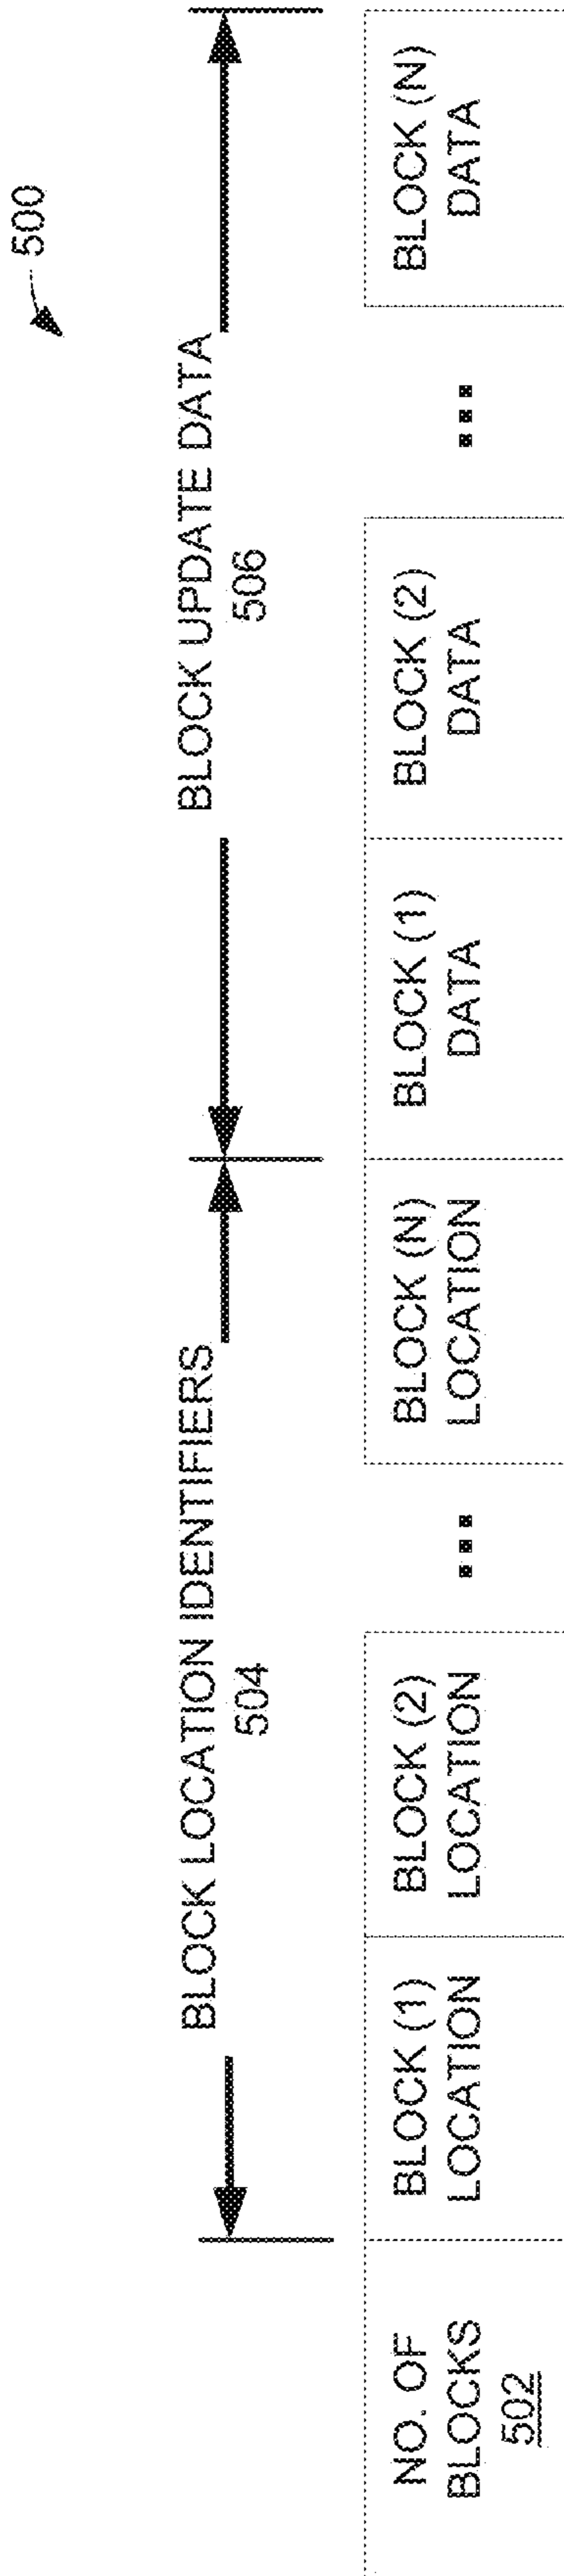 500
BLOCK LOCATION IDENTIFIERS
504
BLOCK UPDATE DATA
506
NO. OF
BLOCKS
502
BLOCK (1)
LOCATION
BLOCK (2)
LOCATION
...
BLOCK (N)
LOCATION
BLOCK (1)
DATA
BLOCK (2)
DATA
...
BLOCK (N)
DATA